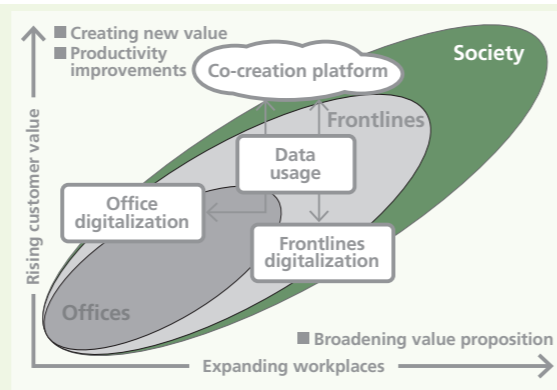 ■ Creating new value
■ Productivity
improvements
Co-creation platform
Society
Frontlines
Data
usage
Office
digitalization
Frontlines
digitalization
Offices
Rising customer value
■ Broadening value proposition
Expanding workplaces